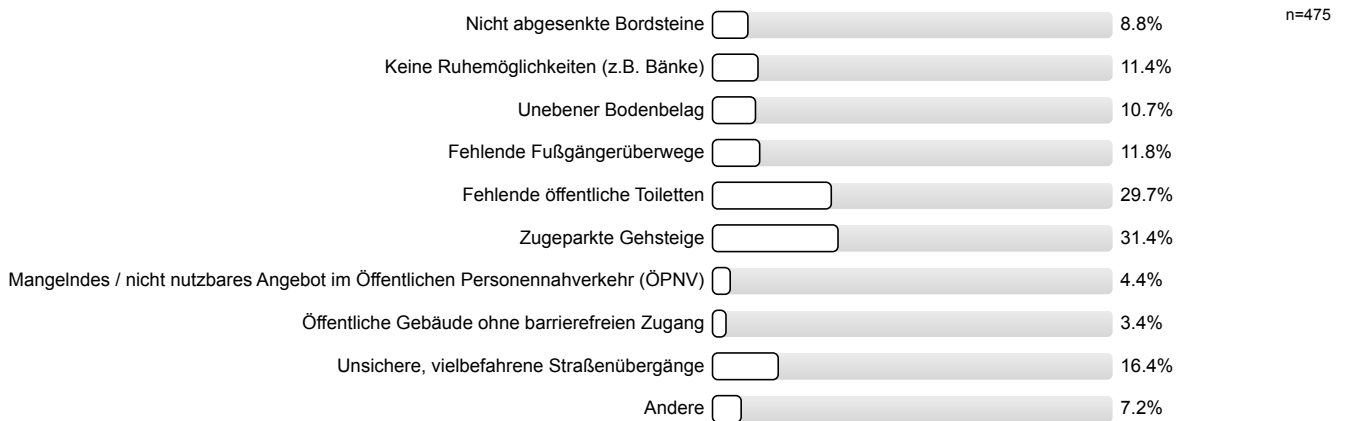 n=475
Nicht abgesenkte Bordsteine 8.8%
Keine Ruhemöglichkeiten (z.B. Bänke) 11.4%
Unebener Bodenbelag 10.7%
Fehlende Fußgängerüberwege 11.8%
Fehlende öffentliche Toiletten 29.7%
Zugeparkte Gehsteige 31.4%
Mangelndes / nicht nutzbares Angebot im Öffentlichen Personennahverkehr (ÖPNV) 4.4%
Öffentliche Gebäude ohne barrierefreien Zugang 3.4%
Unsichere, vielbefahrene Straßenübergänge 16.4%
Andere 7.2%